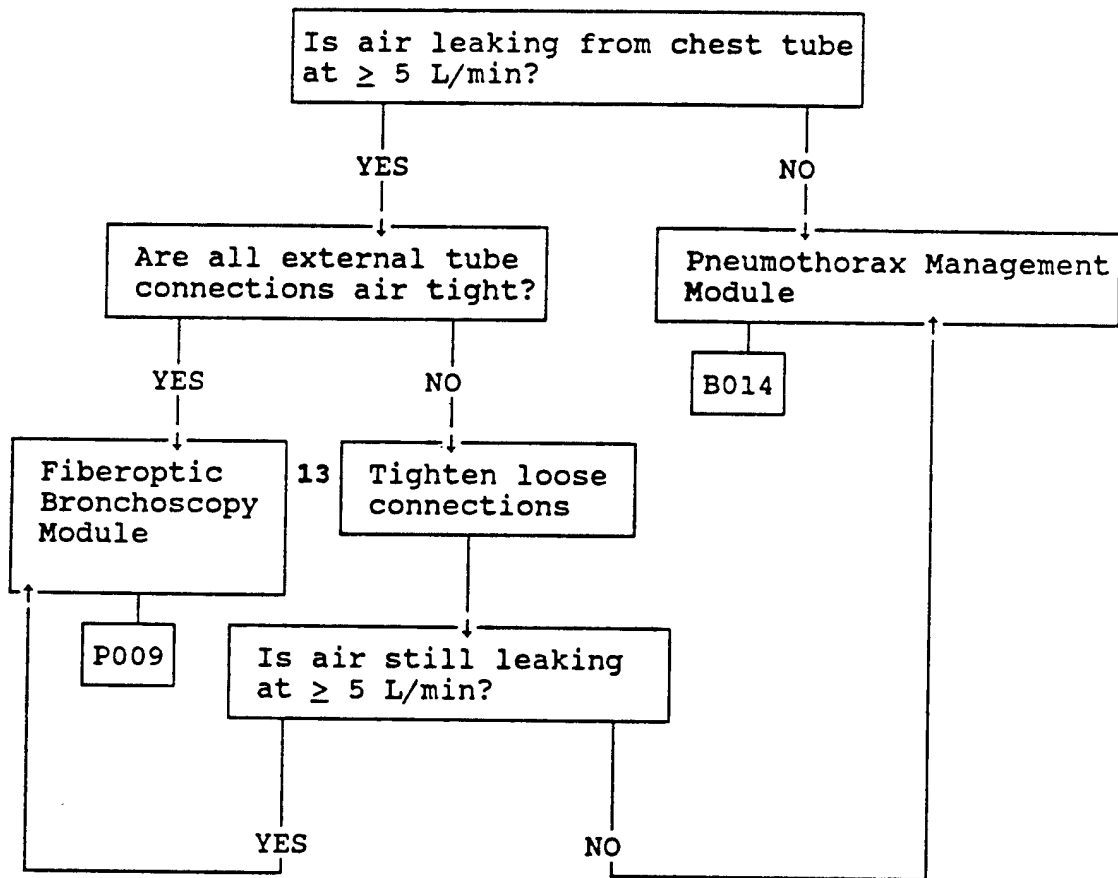 Is air leaking from chest tube
at ≥ 5 L/min?
YES
NO
Are all external tube
connections air tight?
Pneumothorax Management
Module
B014
YES
NO
Fiberoptic
Bronchoscopy
Module
13
Tighten loose
connections
P009
Is air still leaking
at ≥ 5 L/min?
YES
NO